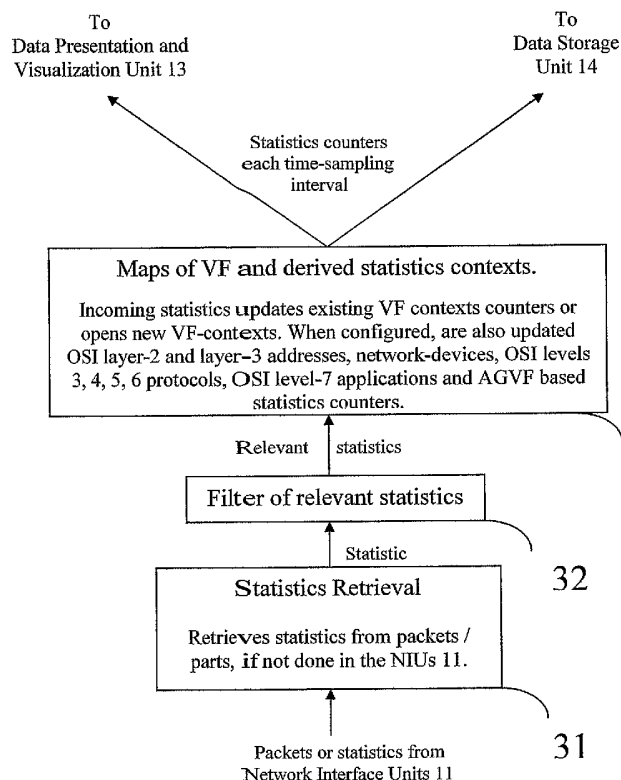 To
Data Presentation and
Visualization Unit 13
To
Data Storage
Unit 14
Statistics counters
each time-sampling
interval
Maps of VF and derived statistics contexts.
Incoming statistics updates existing VF contexts counters or
opens new VF-contexts. When configured, are also updated
OSI layer-2 and layer-3 addresses, network-devices, OSI levels
3, 4, 5, 6 protocols, OSI level-7 applications and AGVF based
statistics counters.
Relevant statistics
Filter of relevant statistics
Statistic
32
Statistics Retrieval
Retrieves statistics from packets /
parts, if not done in the NIUs 11.
31
Packets or statistics from
Network Interface Units 11